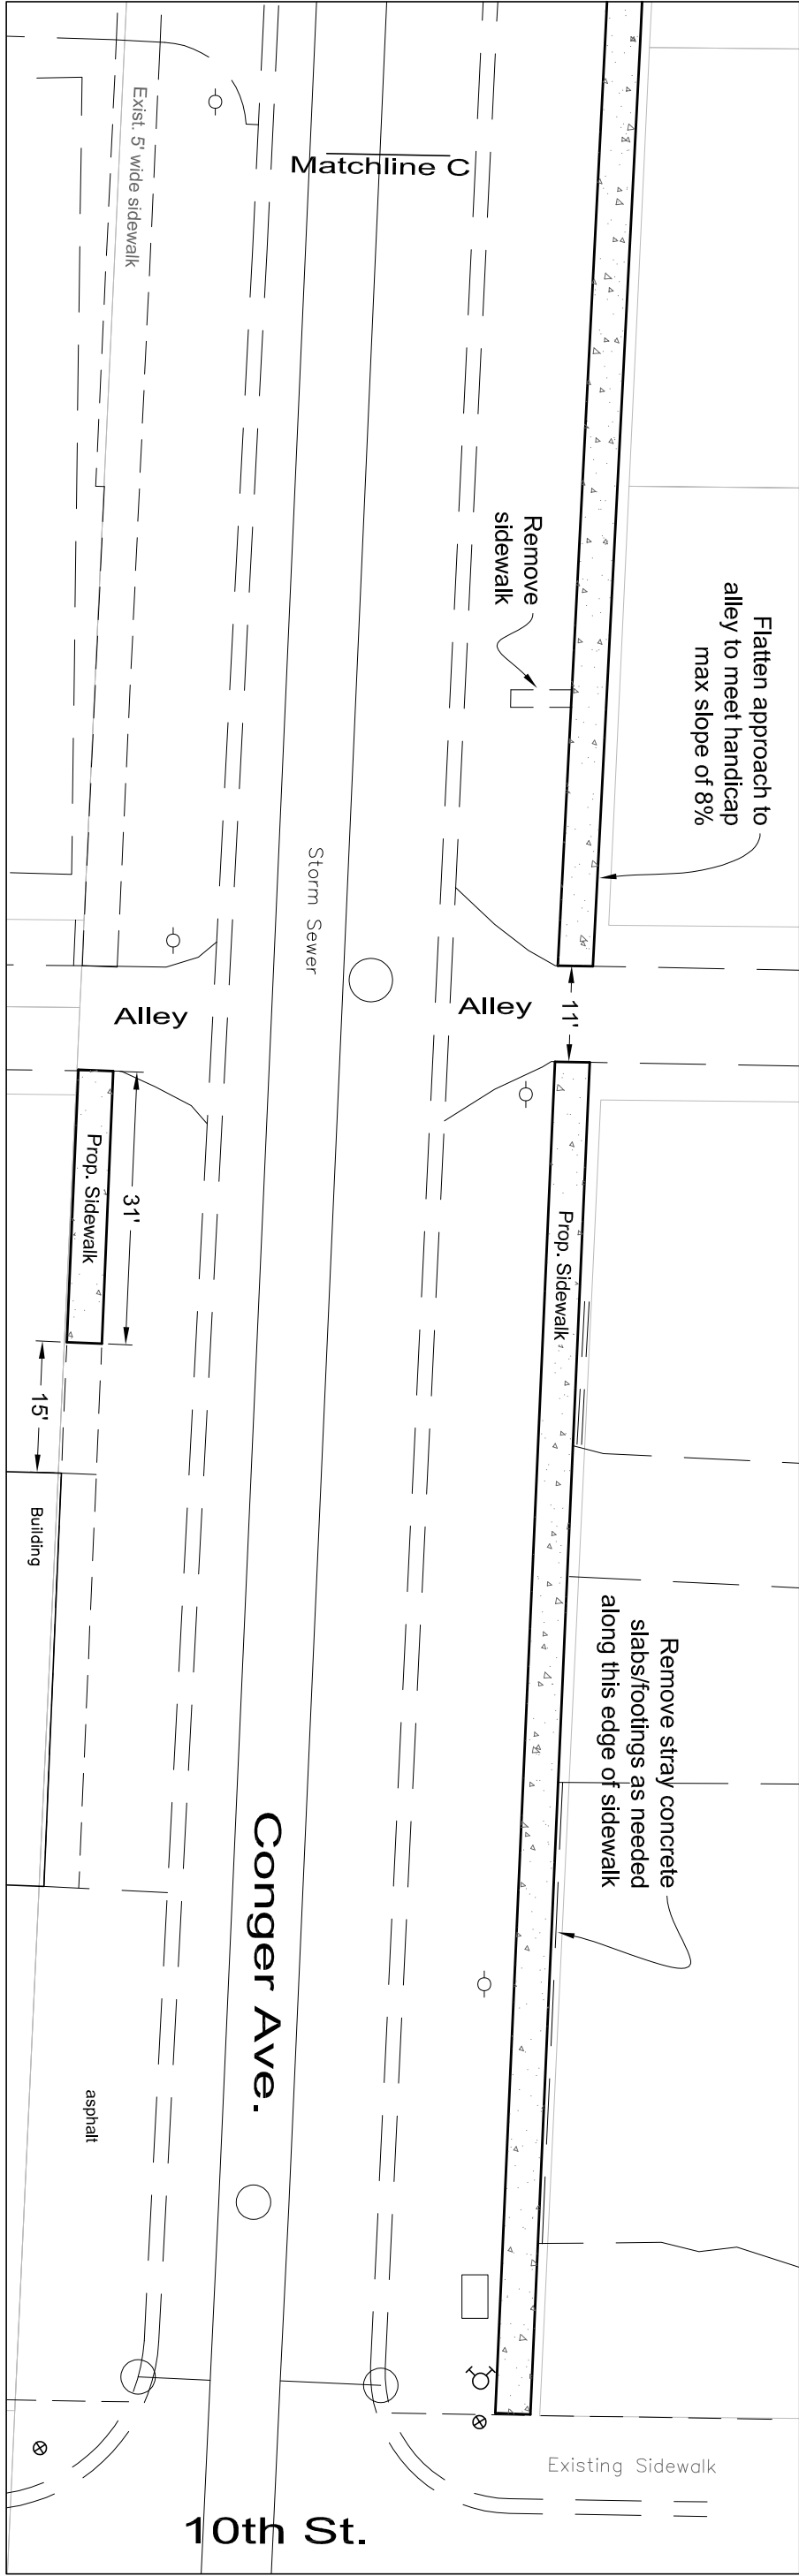 Exist. 5' wide sidewalk
Matchline C
Remove
sidewalk
Flatten approach to
alley to meet handicap
max slope of 8%
Storm Sewer
Alley
Alley
11'
Prop. Sidewalk
31'
Prop. Sidewalk
15'
Building
Remove stray concrete
slabs/footings as needed
along this edge of sidewalk
Conger Ave.
asphalt
Existing Sidewalk
10th St.